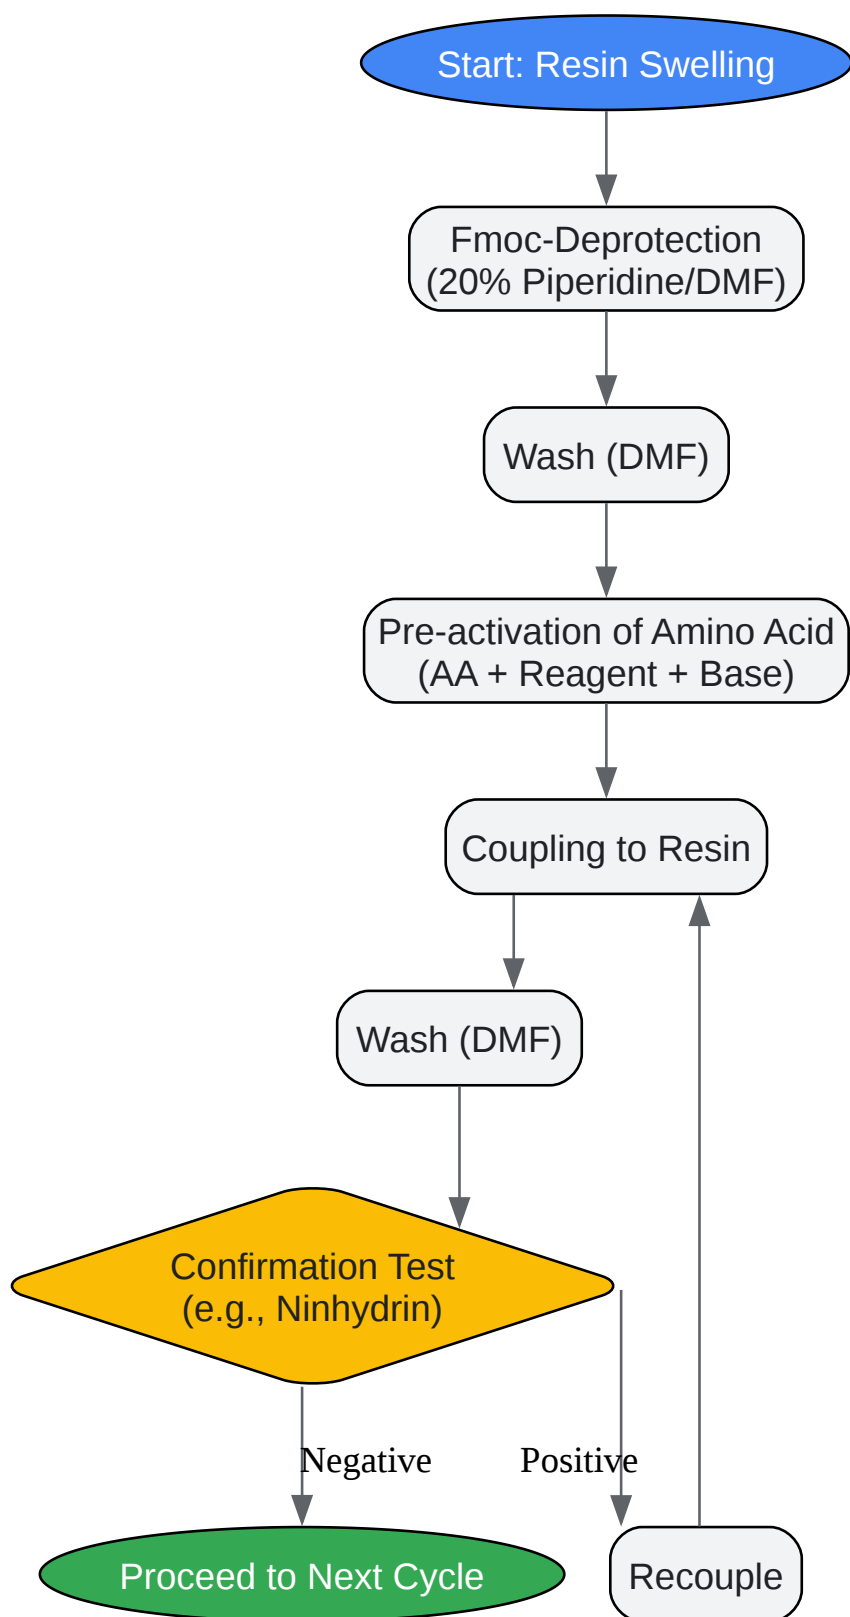 Start: Resin Swelling
Fmoc-Deprotection
(20% Piperidine/DMF)
Wash (DMF)
Pre-activation of Amino Acid
(AA + Reagent + Base)
Coupling to Resin
Wash (DMF)
Confirmation Test
(e.g., Ninhydrin)
Negative
Positive
Proceed to Next Cycle
Recouple